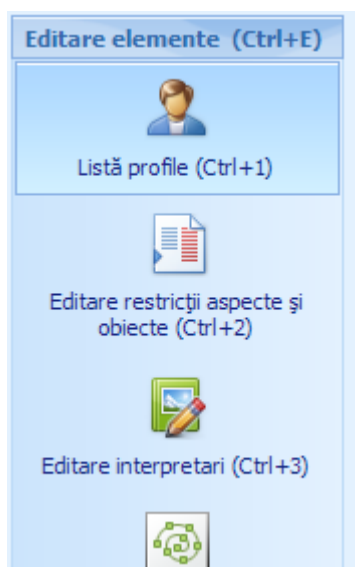 Editare elemente (Ctrl+E)
Listă profile (Ctrl+1)
Editare restricţii aspecte şi
obiecte (Ctrl+2)
Editare interpretari (Ctrl+3)